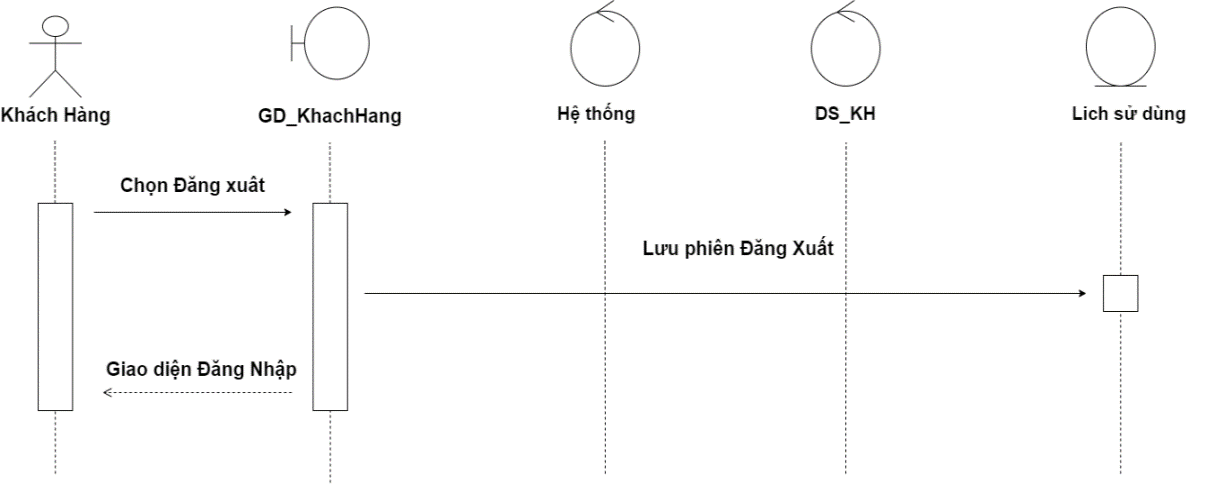 Khách Hàng
GD_KhachHang
Hệ thống
DS_KH
Lich sử dùng
Chọn Đăng xuât
Lưu phiên Đăng Xuất
Giao diện Đăng Nhập